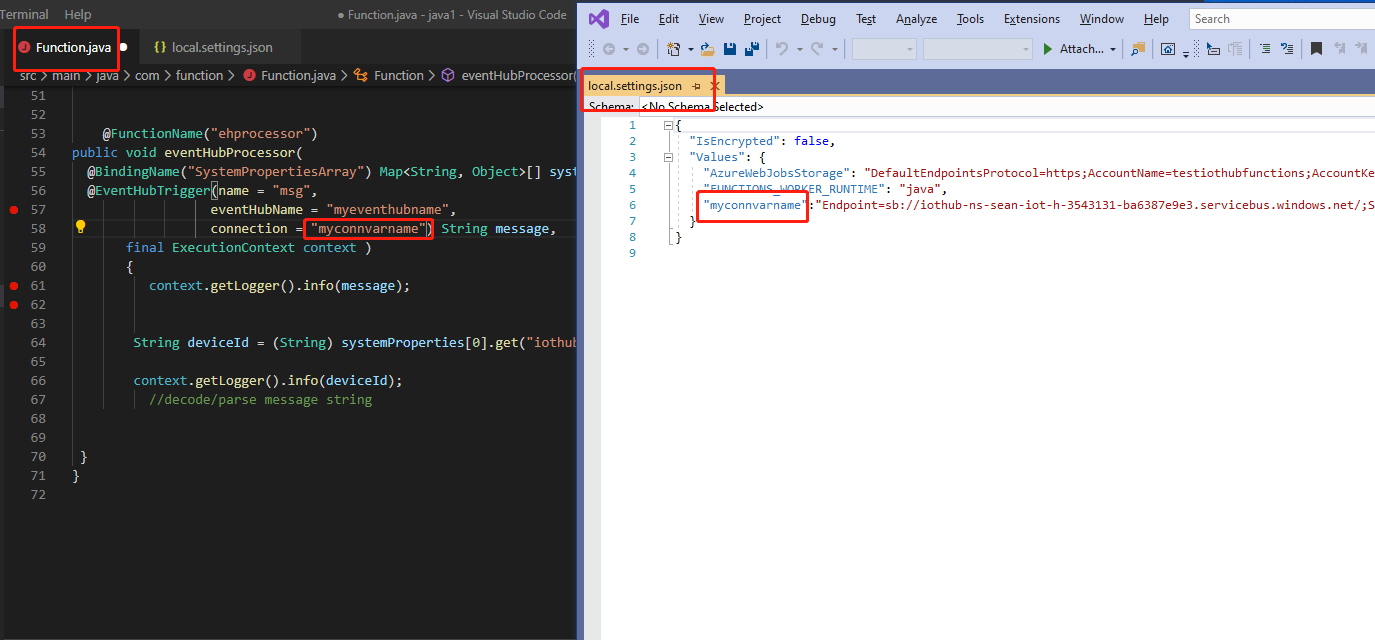 Terminal Help ● Function.java - java1 - Visual Studio Code
Function.java ● {} local.settings.json
src > main > java > com > function > Function.java > Function > eventHubProcessor(
51
52
53 @FunctionName("ehprocessor")
54 public void eventHubProcessor(
55 @BindingName("SystemPropertiesArray") Map<String, Object>[] syst
56 @EventHubTrigger(name = "msg",
57 eventHubName = "myeventhubname",
58 connection = "myconnvarname") String message,
59 final ExecutionContext context )
60 {
61 context.getLogger().info(message);
62
63
64 String deviceId = (String) systemProperties[0].get("iothub
65
66 context.getLogger().info(deviceId);
67 //decode/parse message string
68
69
70 }
71 }
72
File Edit View Project Debug Test Analyze Tools Extensions Window Help Search
Attach...
local.settings.json
Schema: <No Schema Selected>
1 {
2 "IsEncrypted": false,
3 "Values": {
4 "AzureWebJobsStorage": "DefaultEndpointsProtocol=https;AccountName=testiothubfunctions;AccountKe
5 "FUNCTIONS_WORKER_RUNTIME": "java",
6 "myconnvarname":"Endpoint=sb://iothub-ns-sean-iot-h-3543131-ba6387e9e3.servicebus.windows.net/;S
7 }
8 }
9